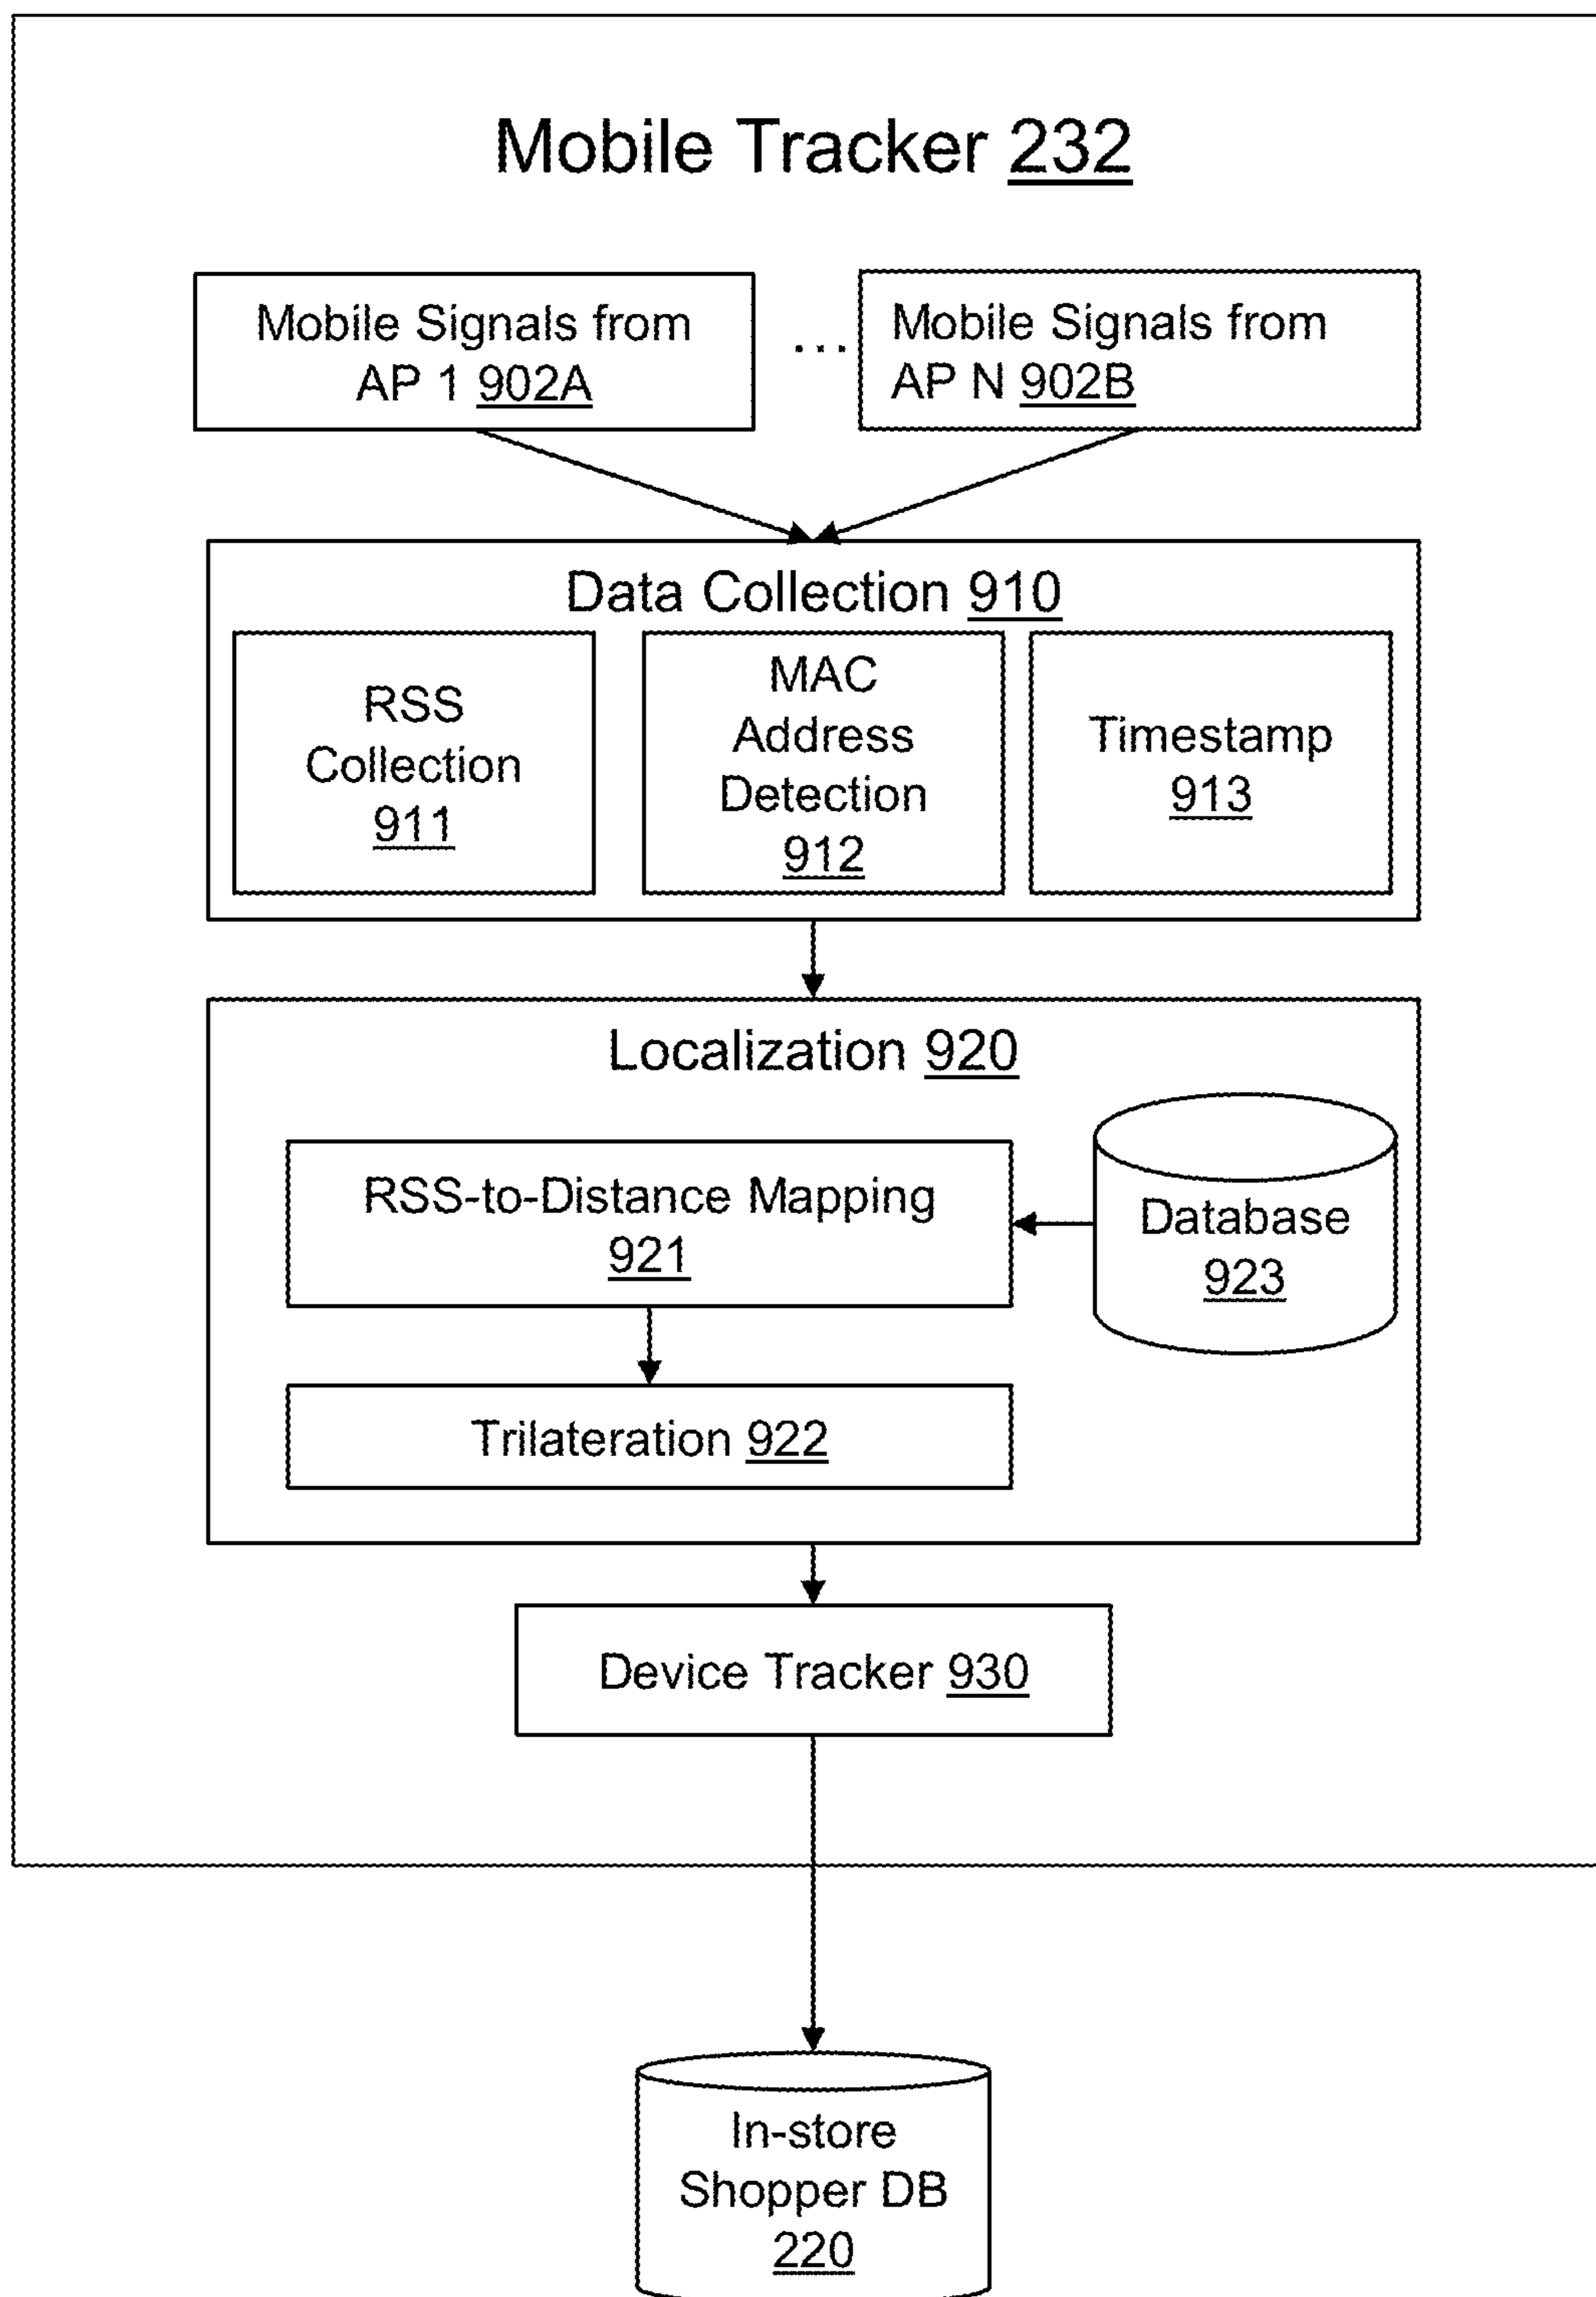 Mobile Tracker 232
Mobile Signals from
AP 1 902A
...
Mobile Signals from
AP N 902B
Data Collection 910
RSS
Collection
911
MAC
Address
Detection
912
Timestamp
913
Localization 920
RSS-to-Distance Mapping
921
Database
923
Trilateration 922
Device Tracker 930
In-store
Shopper DB
220